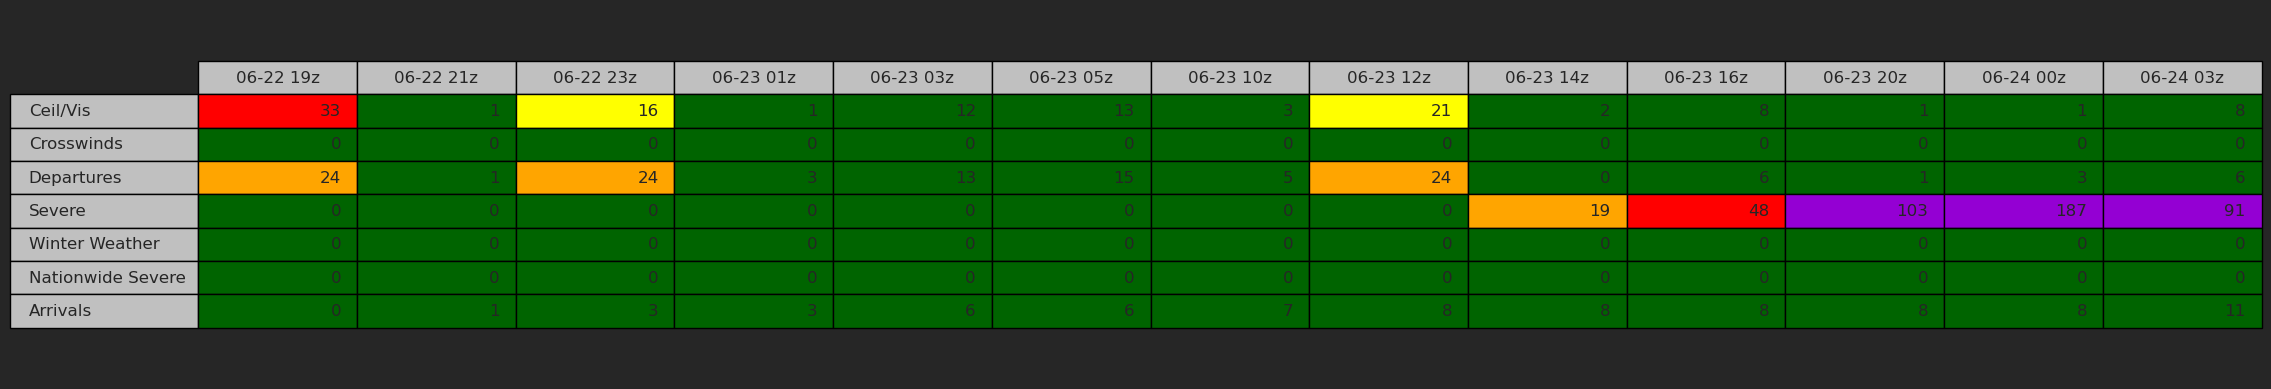 06-22 19z 06-22 21z 06-22 23z 06-23 01z 06-23 03z 06-23 05z 06-23 10z 06-23 12z 06-23 14z 06-23 16z 06-23 20z 06-24 00z 06-24 03z
Ceil/Vis 33 1 16 1 12 13 3 21 2 8 1 1 8
Crosswinds 0 0 0 0 0 0 0 0 0 0 0 0 0
Departures 24 1 24 3 13 15 5 24 0 6 1 3 6
Severe 0 0 0 0 0 0 0 0 19 48 103 187 91
Winter Weather 0 0 0 0 0 0 0 0 0 0 0 0 0
Nationwide Severe 0 0 0 0 0 0 0 0 0 0 0 0 0
Arrivals 0 1 3 3 6 6 7 8 8 8 8 8 11